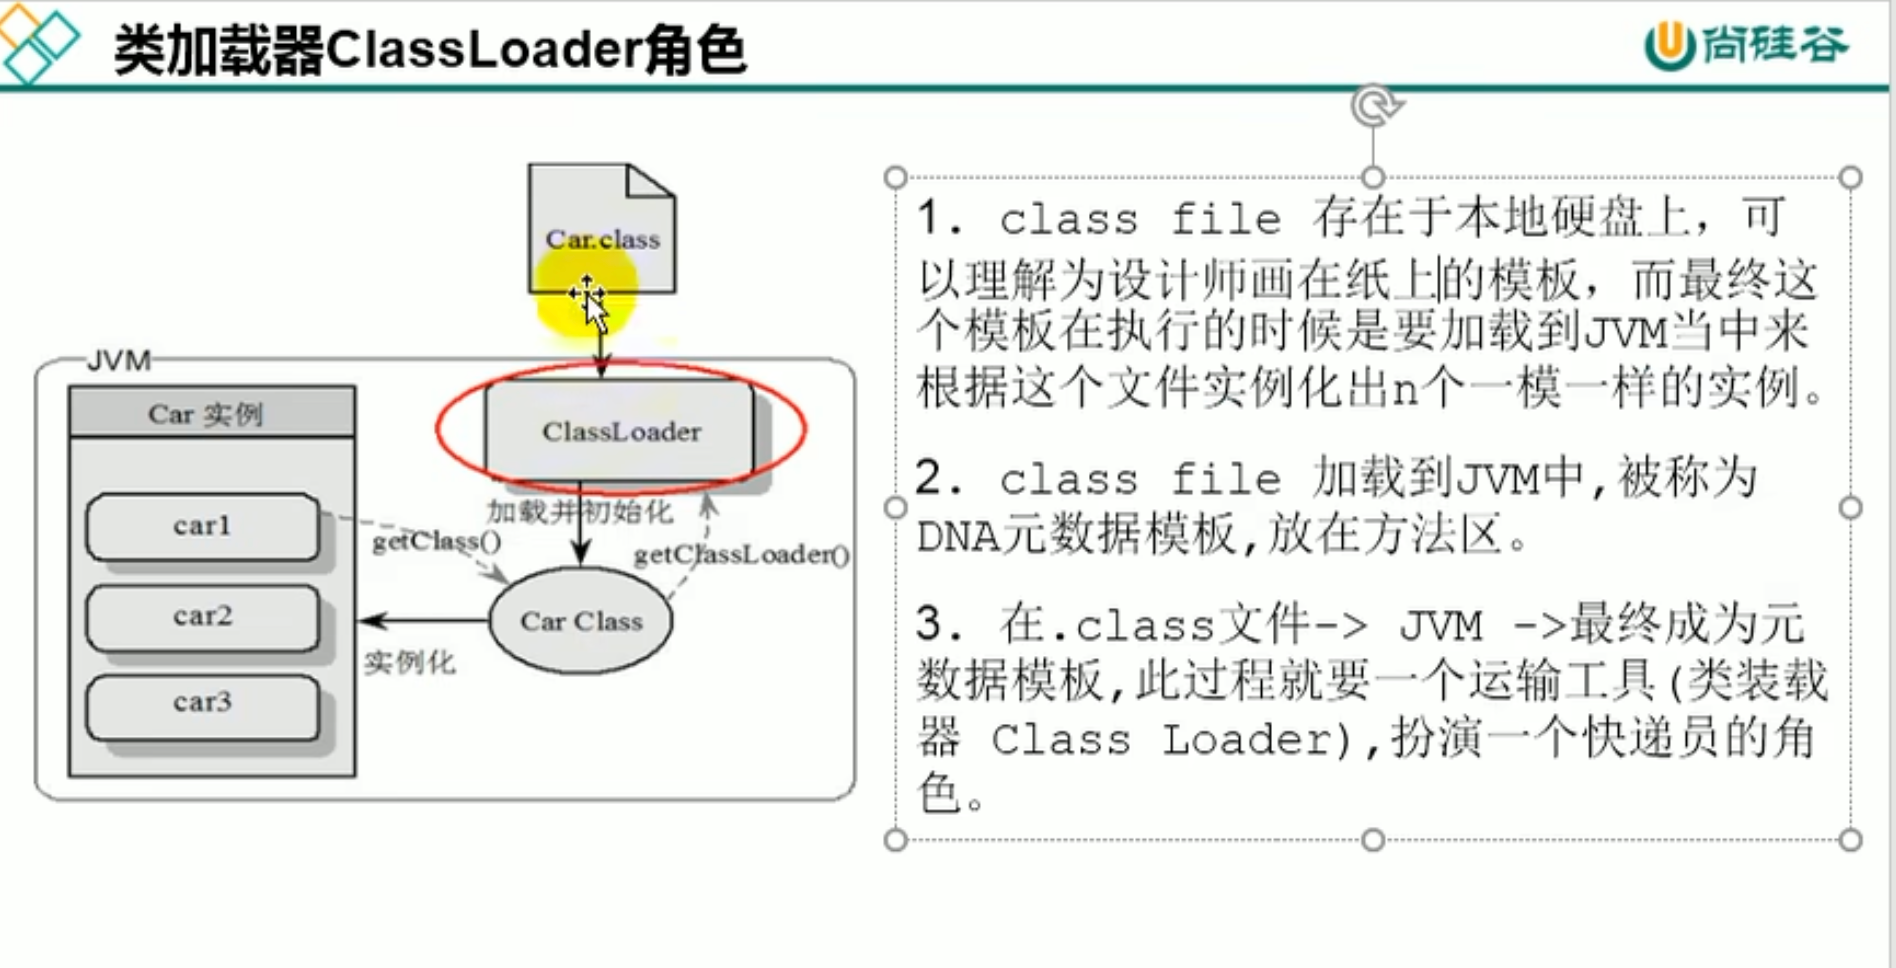 类加载器ClassLoader角色
尚硅谷
Car.class
JVM
Car 实例
ClassLoader
car1
加载并初始化
getClass()
getClassLoader()
car2
Car Class
实例化
car3
1. class file 存在于本地硬盘上，可
以理解为设计师画在纸上的模板，而最终这
个模板在执行的时候是要加载到JVM当中来
根据这个文件实例化出n个一模一样的实例。
2. class file 加载到JVM中,被称为
DNA元数据模板,放在方法区。
3. 在.class文件-> JVM ->最终成为元
数据模板,此过程就要一个运输工具(类装载
器 Class Loader),扮演一个快递员的角
色。